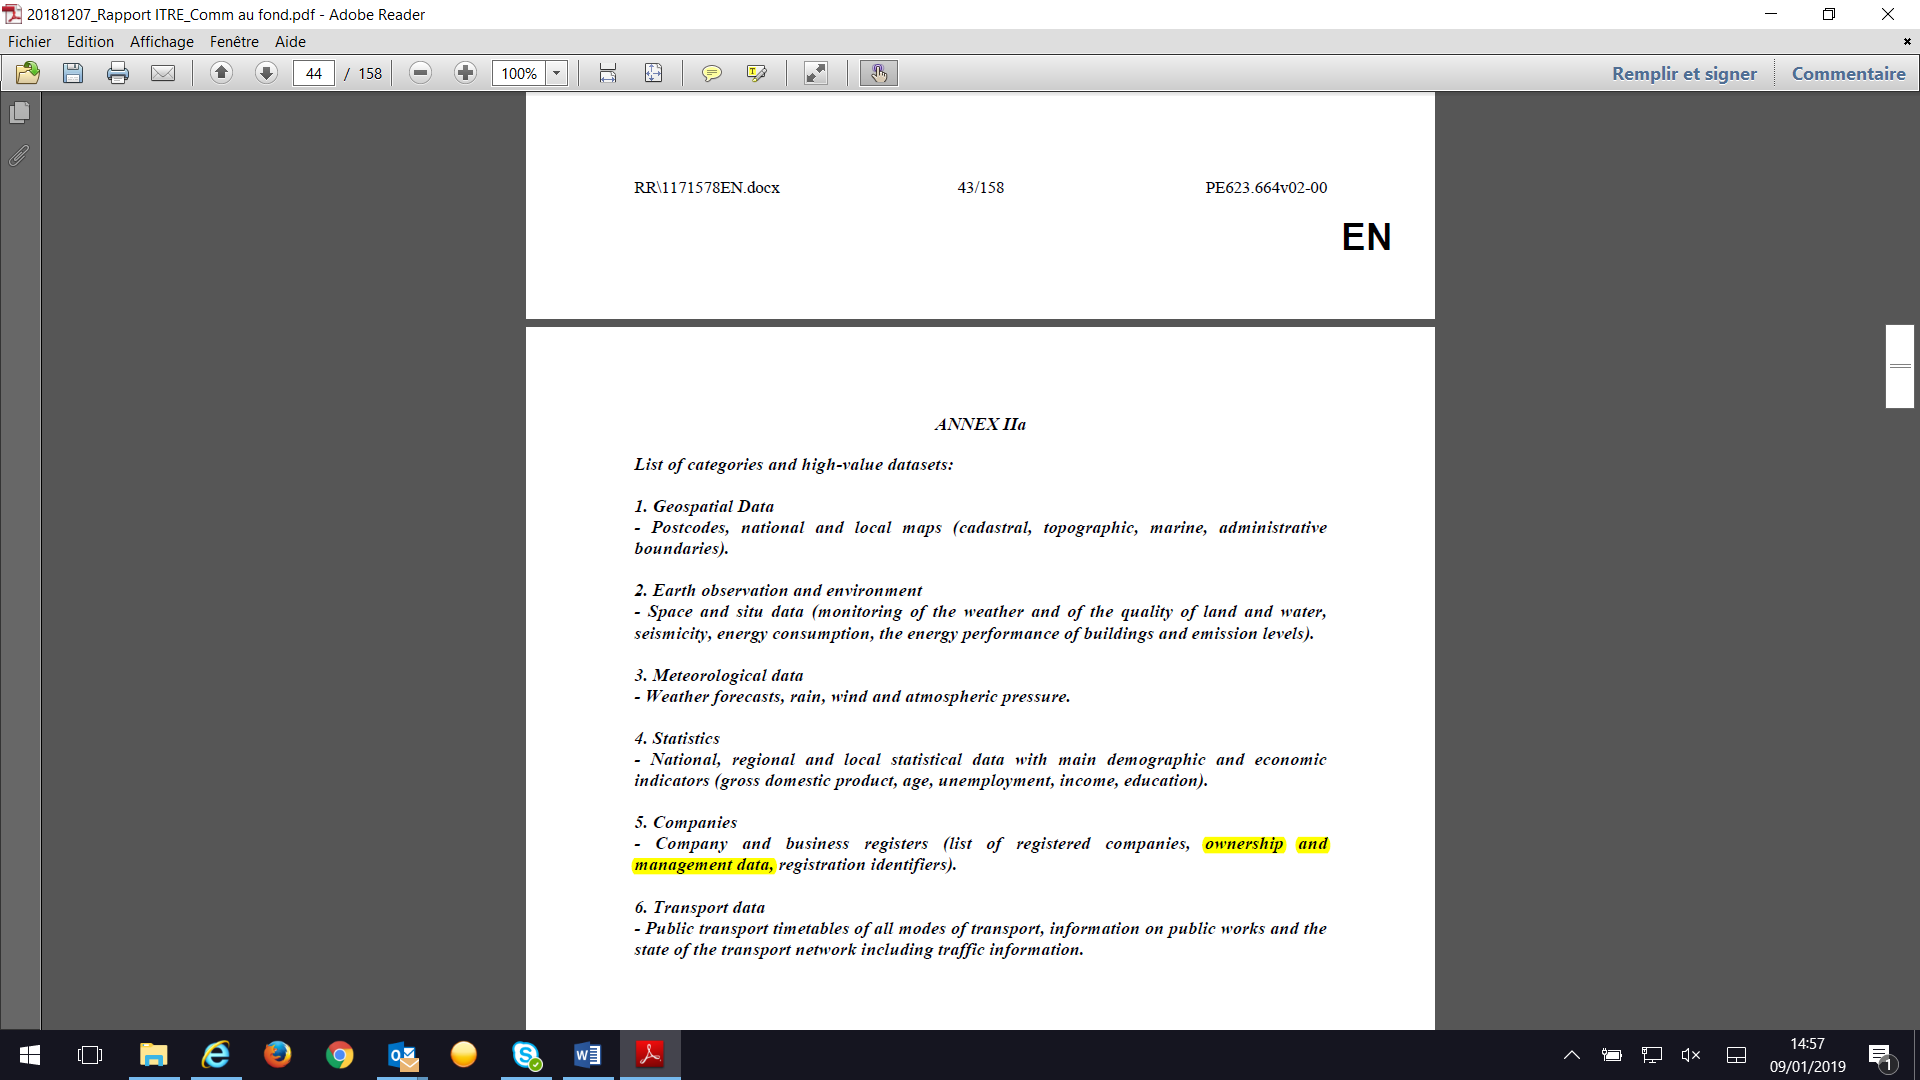 20181207_Rapport ITRE_Comm au fond.pdf - Adobe Reader
Fichier Edition Affichage Fenêtre Aide
44 / 158 100% Remplir et signer Commentaire
RR\1171578EN.docx 43/158 PE623.664v02-00
EN
ANNEX IIa
List of categories and high-value datasets:
1. Geospatial Data
- Postcodes, national and local maps (cadastral, topographic, marine, administrative
boundaries).
2. Earth observation and environment
- Space and situ data (monitoring of the weather and of the quality of land and water,
seismicity, energy consumption, the energy performance of buildings and emission levels).
3. Meteorological data
- Weather forecasts, rain, wind and atmospheric pressure.
4. Statistics
- National, regional and local statistical data with main demographic and economic
indicators (gross domestic product, age, unemployment, income, education).
5. Companies
- Company and business registers (list of registered companies, ownership and
management data, registration identifiers).
6. Transport data
- Public transport timetables of all modes of transport, information on public works and the
state of the transport network including traffic information.
14:57
09/01/2019
1